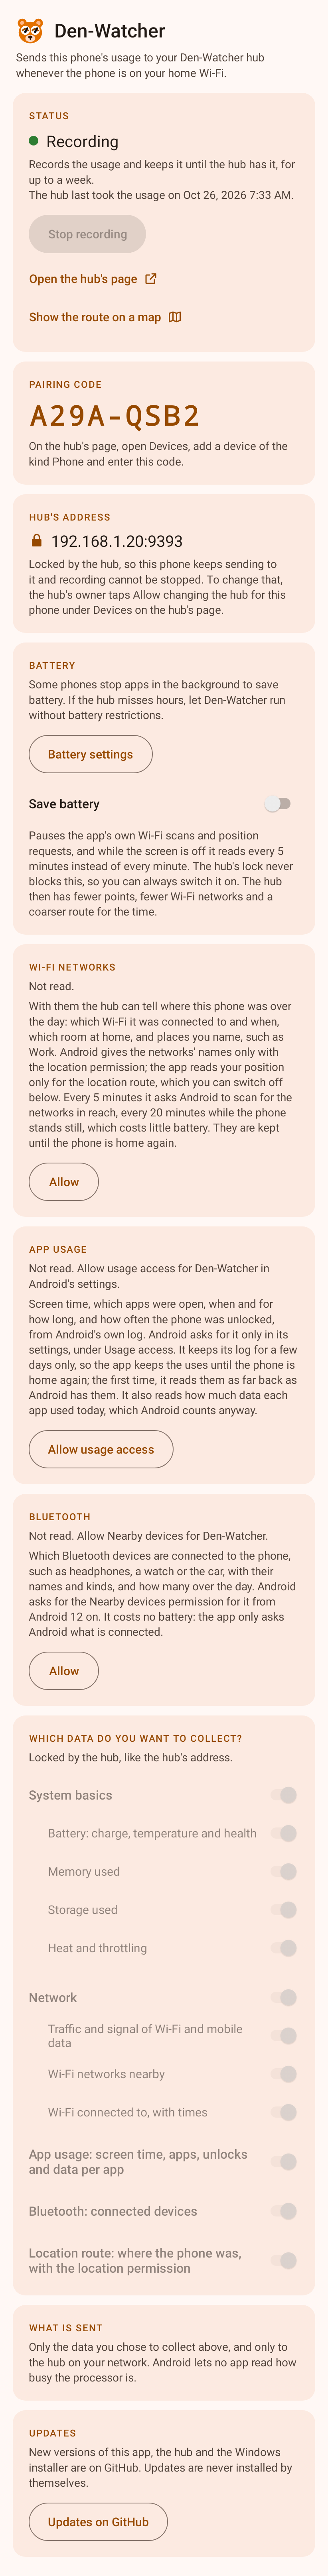 Den-Watcher
Sends this phone's usage to your Den-Watcher hub
whenever the phone is on your home Wi-Fi.
STATUS
Recording
Records the usage and keeps it until the hub has it, for
up to a week.
The hub last took the usage on Oct 26, 2026 7:33 AM.
Stop recording
Open the hub's page
Show the route on a map
PAIRING CODE
A29A-QSB2
On the hub's page, open Devices, add a device of the
kind Phone and enter this code.
HUB'S ADDRESS
192.168.1.20:9393
Locked by the hub, so this phone keeps sending to
it and recording cannot be stopped. To change that,
the hub's owner taps Allow changing the hub for this
phone under Devices on the hub's page.
BATTERY
Some phones stop apps in the background to save
battery. If the hub misses hours, let Den-Watcher run
without battery restrictions.
Battery settings
Save battery
Pauses the app's own Wi-Fi scans and position
requests, and while the screen is off it reads every 5
minutes instead of every minute. The hub's lock never
blocks this, so you can always switch it on. The hub
then has fewer points, fewer Wi-Fi networks and a
coarser route for the time.
WI-FI NETWORKS
Not read.
With them the hub can tell where this phone was over
the day: which Wi-Fi it was connected to and when,
which room at home, and places you name, such as
Work. Android gives the networks' names only with
the location permission; the app reads your position
only for the location route, which you can switch off
below. Every 5 minutes it asks Android to scan for the
networks in reach, every 20 minutes while the phone
stands still, which costs little battery. They are kept
until the phone is home again.
Allow
APP USAGE
Not read. Allow usage access for Den-Watcher in
Android's settings.
Screen time, which apps were open, when and for
how long, and how often the phone was unlocked,
from Android's own log. Android asks for it only in its
settings, under Usage access. It keeps its log for a few
days only, so the app keeps the uses until the phone is
home again; the first time, it reads them as far back as
Android has them. It also reads how much data each
app used today, which Android counts anyway.
Allow usage access
BLUETOOTH
Not read. Allow Nearby devices for Den-Watcher.
Which Bluetooth devices are connected to the phone,
such as headphones, a watch or the car, with their
names and kinds, and how many over the day. Android
asks for the Nearby devices permission for it from
Android 12 on. It costs no battery: the app only asks
Android what is connected.
Allow
WHICH DATA DO YOU WANT TO COLLECT?
Locked by the hub, like the hub's address.
System basics
Battery: charge, temperature and health
Memory used
Storage used
Heat and throttling
Network
Traffic and signal of Wi-Fi and mobile
data
Wi-Fi networks nearby
Wi-Fi connected to, with times
App usage: screen time, apps, unlocks
and data per app
Bluetooth: connected devices
Location route: where the phone was,
with the location permission
WHAT IS SENT
Only the data you chose to collect above, and only to
the hub on your network. Android lets no app read how
busy the processor is.
UPDATES
New versions of this app, the hub and the Windows
installer are on GitHub. Updates are never installed by
themselves.
Updates on GitHub